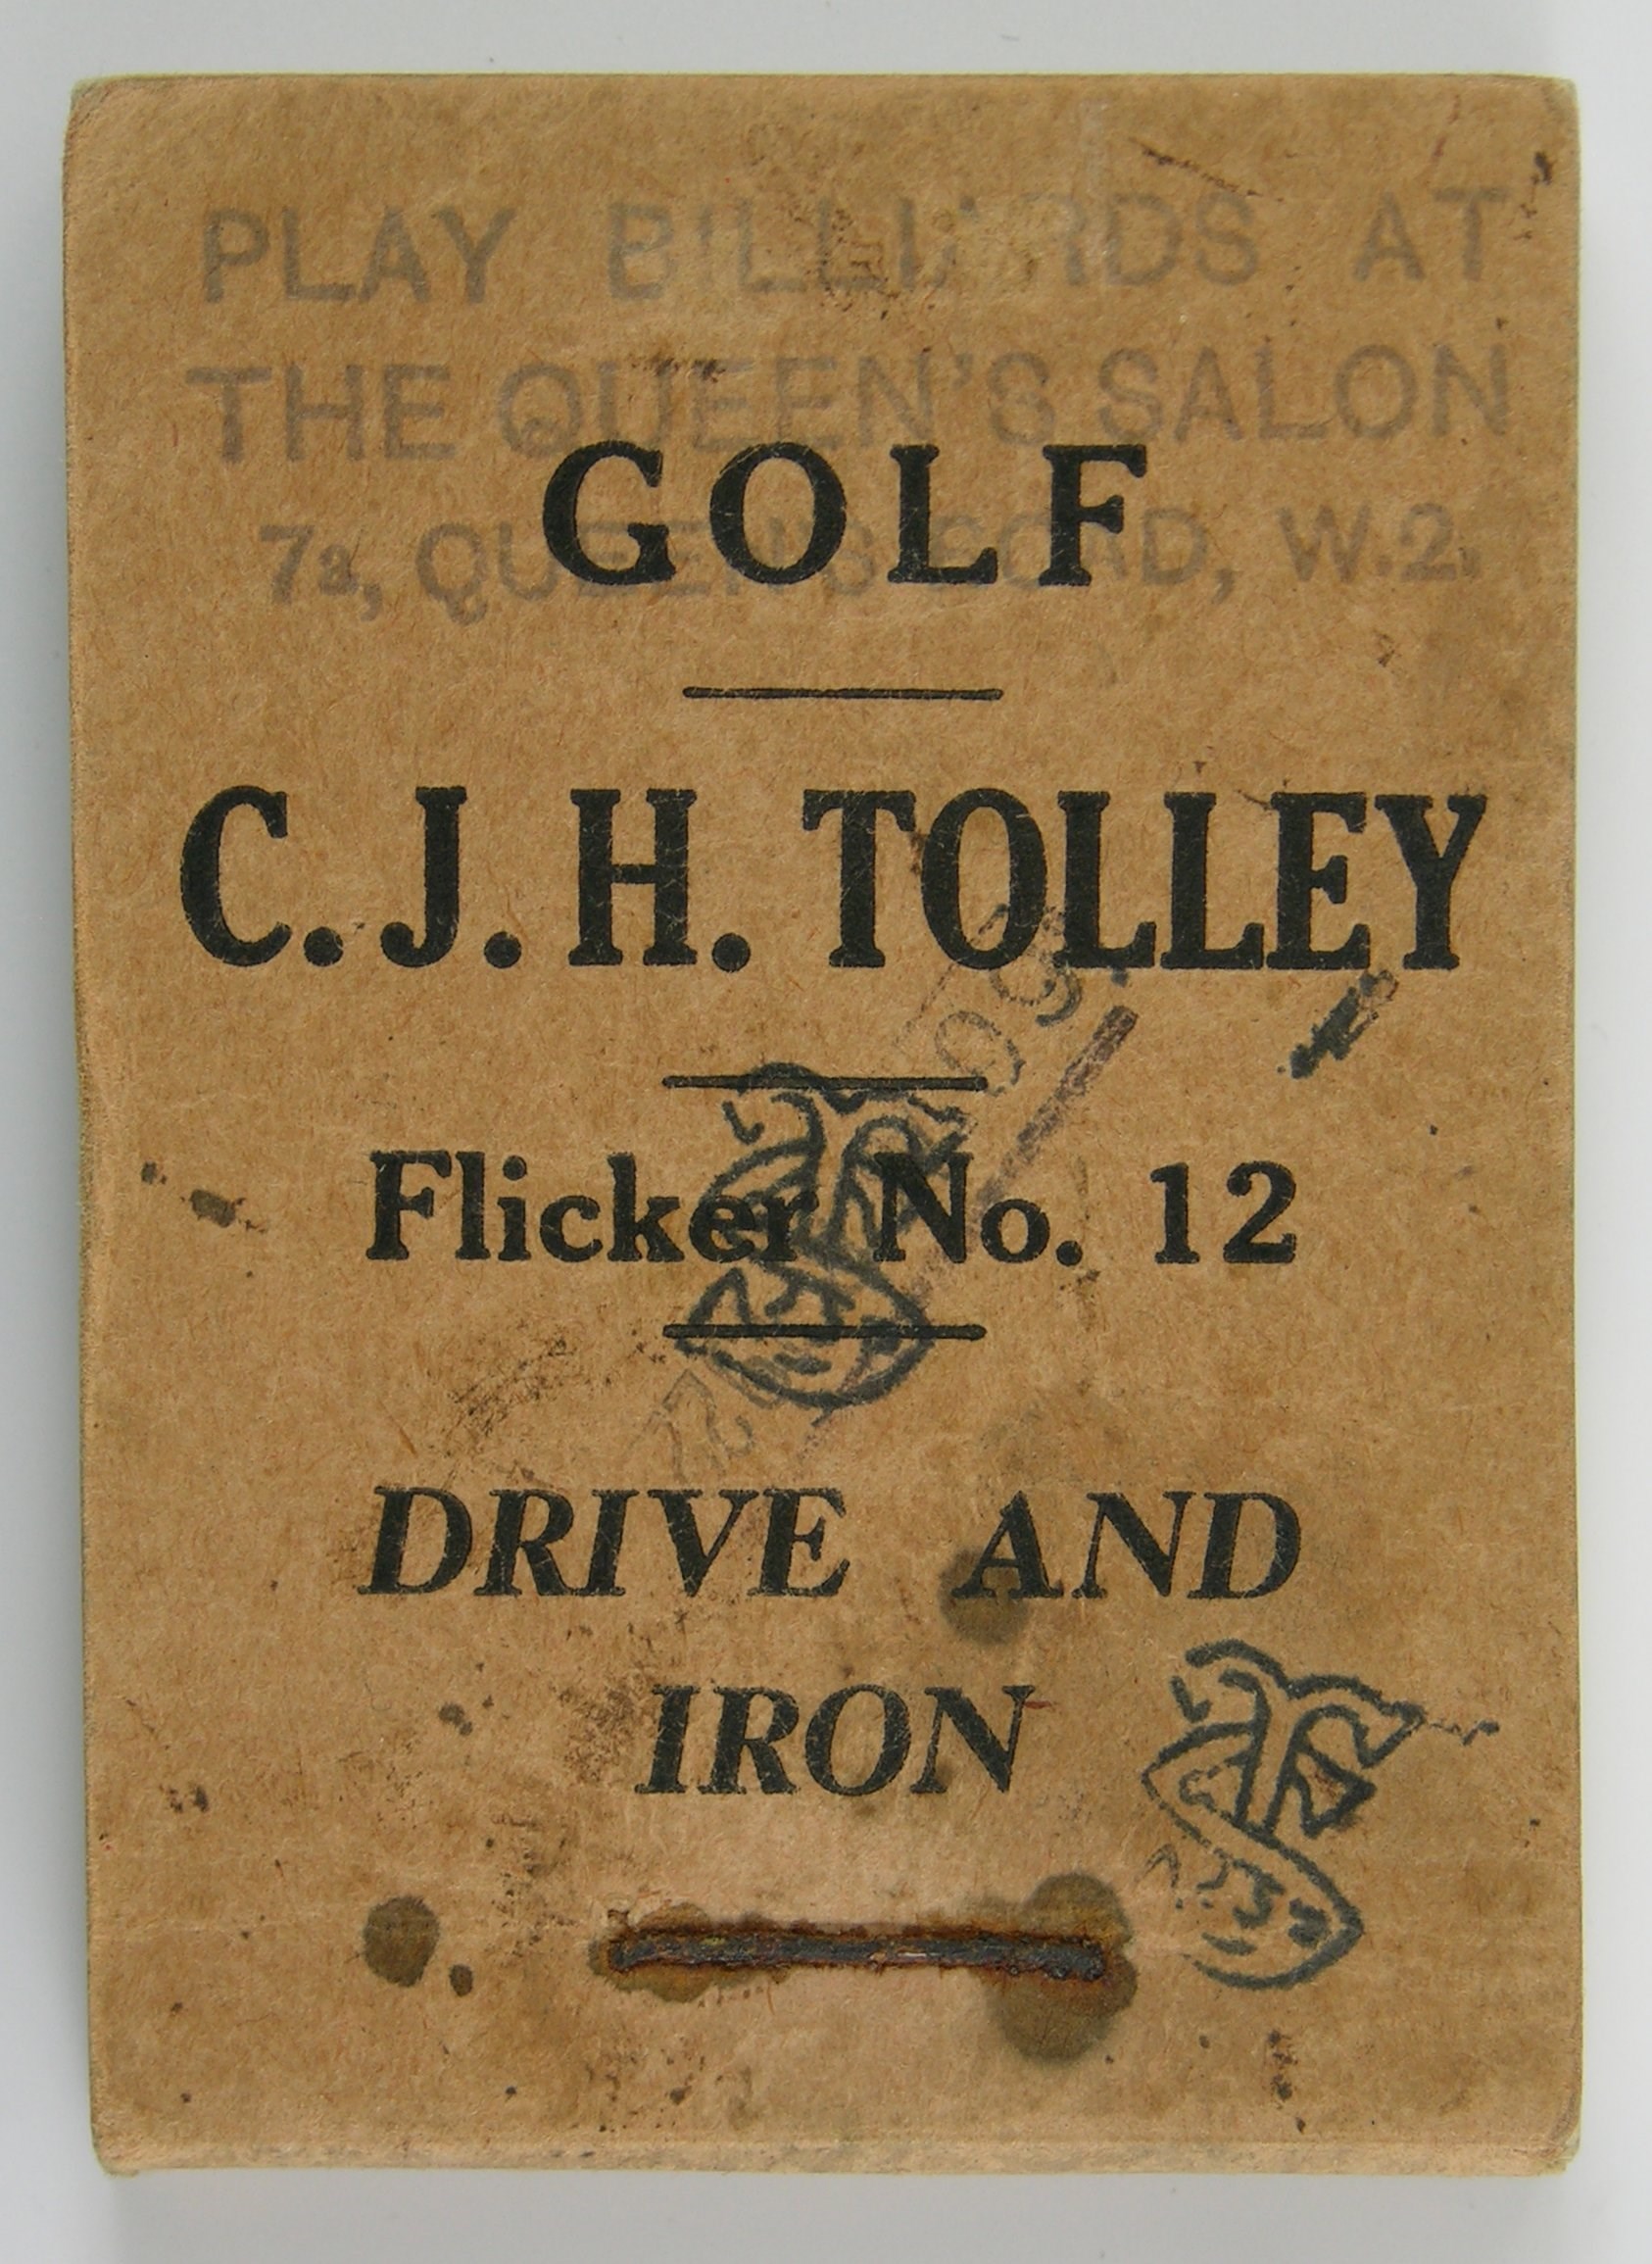 PLAY BILLIARDS AT
THE QUEEN'S SALON
7a, QUEEN'S ROAD, W.2.
GOLF
C. J. H. TOLLEY
Flicker No. 12
DRIVE AND
IRON